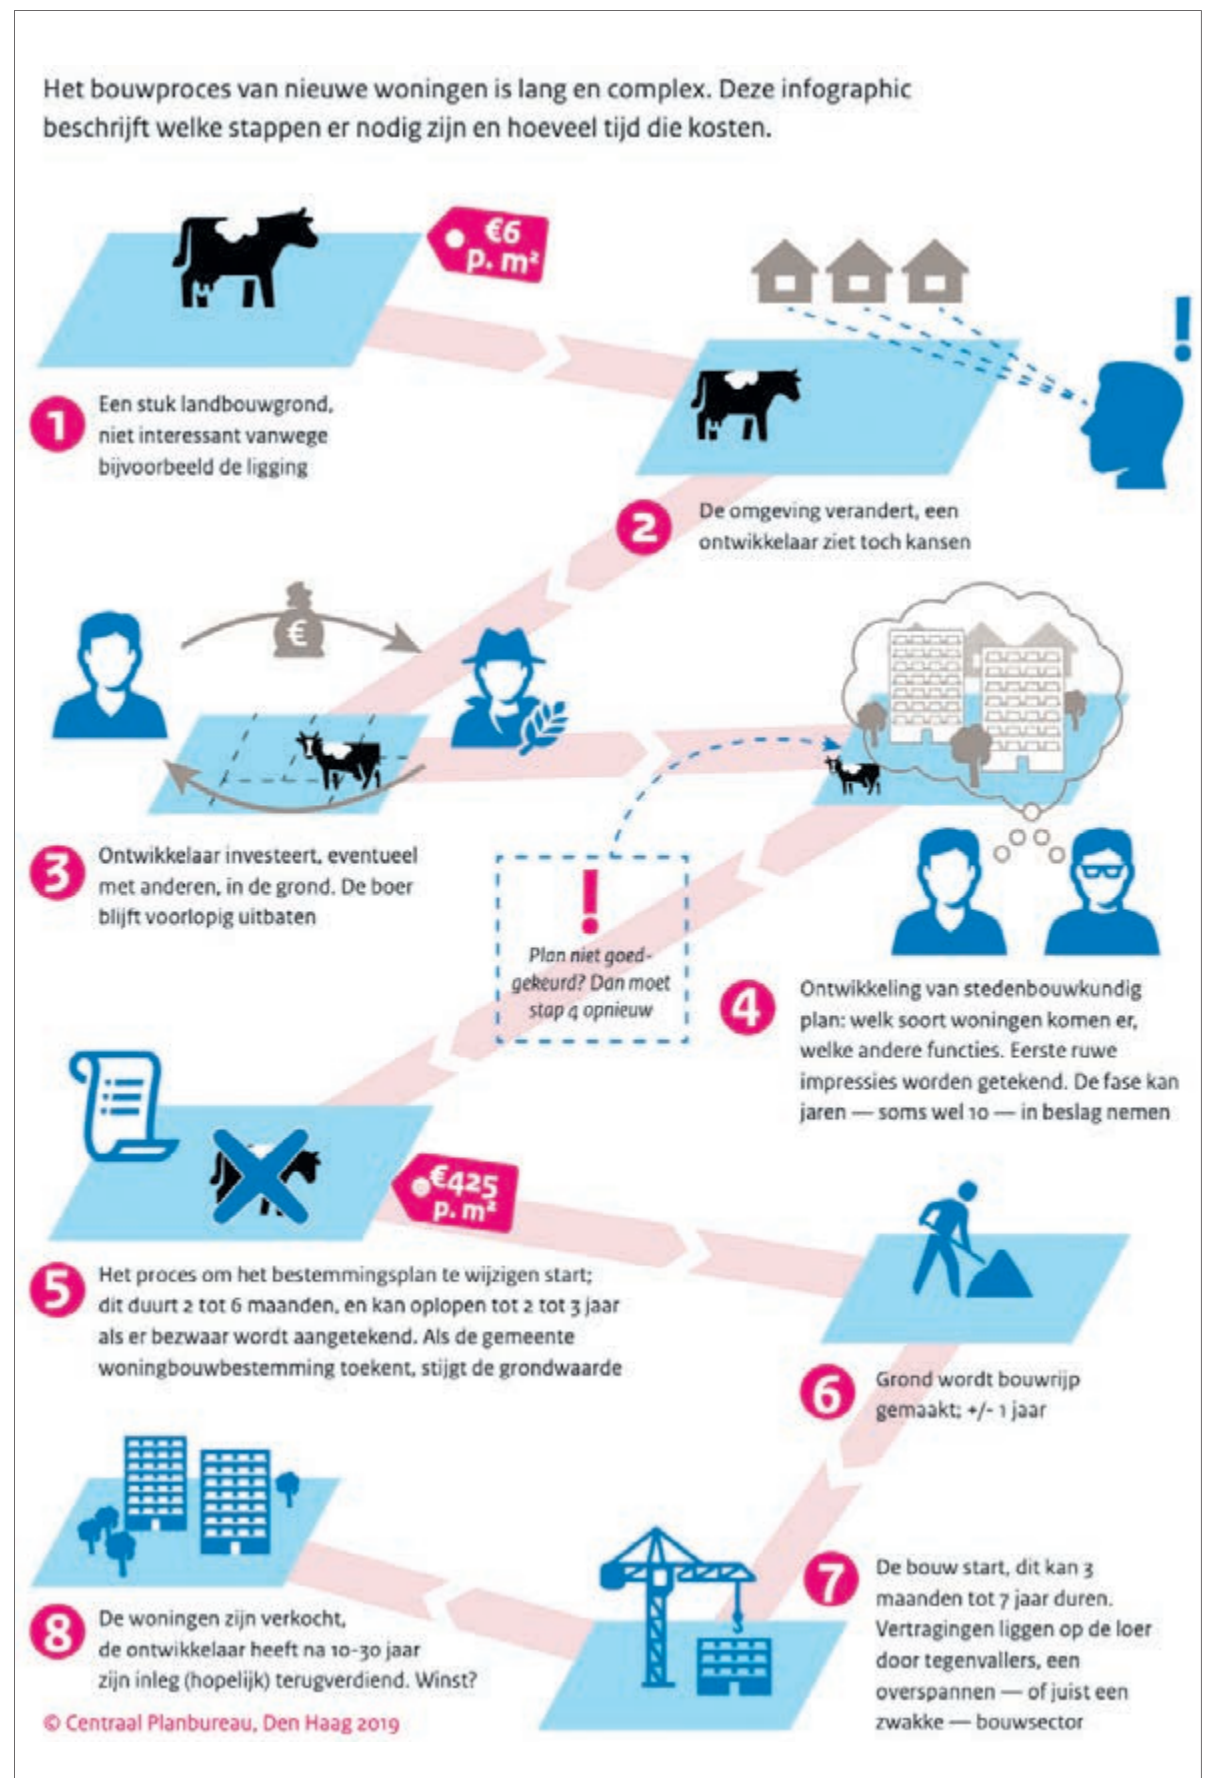 Het bouwproces van nieuwe woningen is lang en complex. Deze infographic
beschrijft welke stappen er nodig zijn en hoeveel tijd die kosten.
€6
p. m²
1
Een stuk landbouwgrond,
niet interessant vanwege
bijvoorbeeld de ligging
!
2
De omgeving verandert, een
ontwikkelaar ziet toch kansen
€
3
Ontwikkelaar investeert, eventueel
met anderen, in de grond. De boer
blijft voorlopig uitbaten
!
Plan niet goed-
gekeurd? Dan moet
stap 4 opnieuw
4
Ontwikkeling van stedenbouwkundig
plan: welk soort woningen komen er,
welke andere functies. Eerste ruwe
impressies worden getekend. De fase kan
jaren — soms wel 10 — in beslag nemen
€425
p. m²
5
Het proces om het bestemmingsplan te wijzigen start;
dit duurt 2 tot 6 maanden, en kan oplopen tot 2 tot 3 jaar
als er bezwaar wordt aangetekend. Als de gemeente
woningbouwbestemming toekent, stijgt de grondwaarde
6
Grond wordt bouwrijp
gemaakt; +/- 1 jaar
7
De bouw start, dit kan 3
maanden tot 7 jaar duren.
Vertragingen liggen op de loer
door tegenvallers, een
overspannen — of juist een
zwakke — bouwsector
8
De woningen zijn verkocht,
de ontwikkelaar heeft na 10-30 jaar
zijn inleg (hopelijk) terugverdiend. Winst?
© Centraal Planbureau, Den Haag 2019